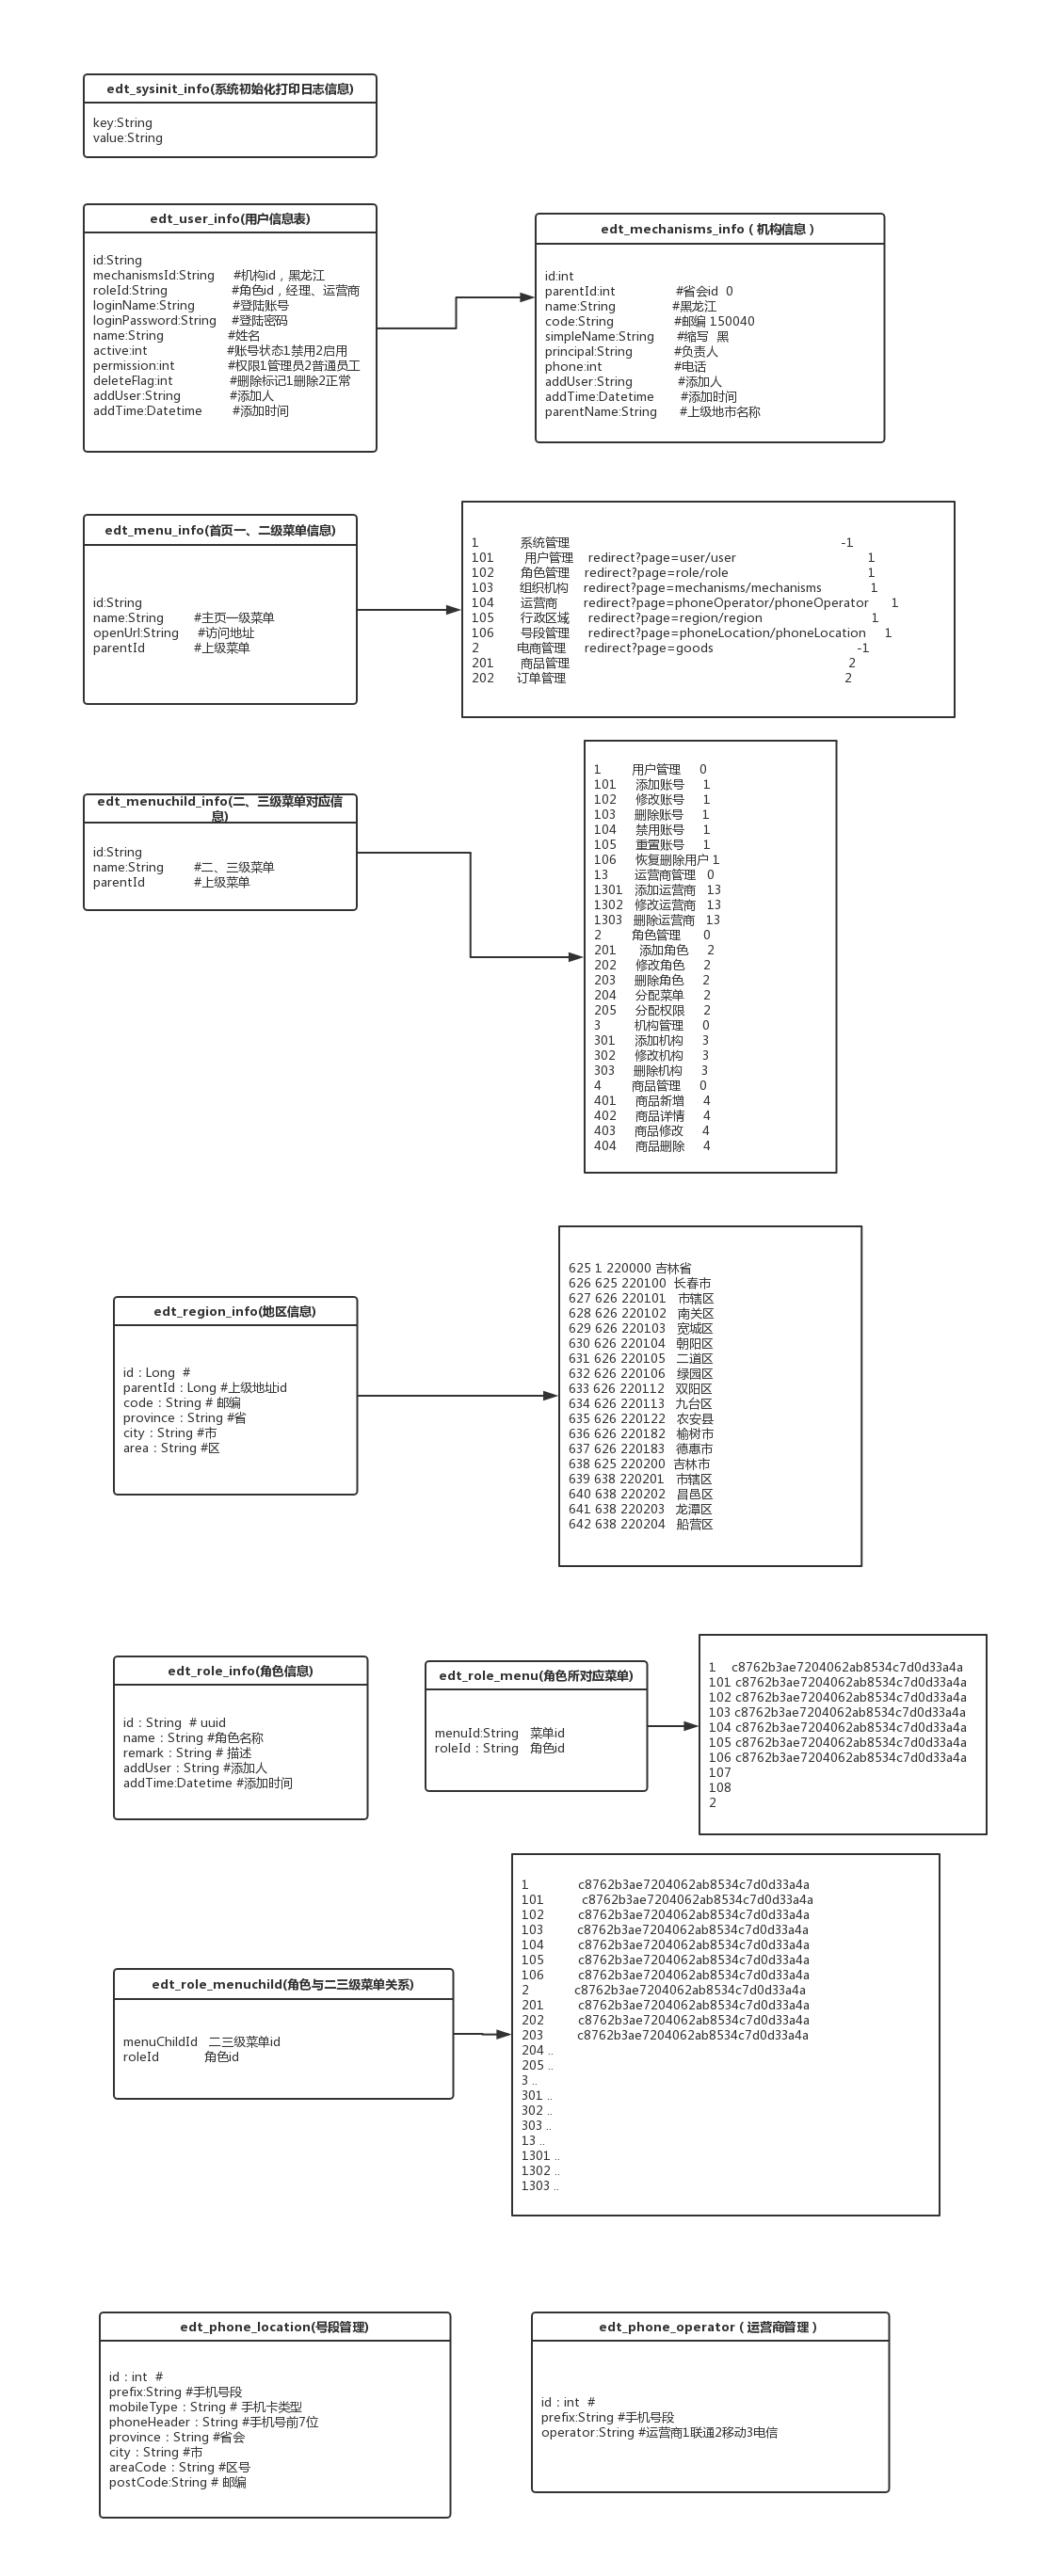 edt_sysinit_info(系统初始化打印日志信息)
key:String
value:String
edt_user_info(用户信息表)
id:String
mechanismsId:String #机构id，黑龙江
roleId:String #角色id，经理、运营商
loginName:String #登陆账号
loginPassword:String #登陆密码
name:String #姓名
active:int #账号状态1禁用2启用
permission:int #权限1管理员2普通员工
deleteFlag:int #删除标记1删除2正常
addUser:String #添加人
addTime:Datetime #添加时间
edt_mechanisms_info（机构信息）
id:int
parentId:int #省会id 0
name:String #黑龙江
code:String #邮编 150040
simpleName:String #缩写 黑
principal:String #负责人
phone:int #电话
addUser:String #添加人
addTime:Datetime #添加时间
parentName:String #上级地市名称
edt_menu_info(首页一、二级菜单信息)
id:String
name:String #主页一级菜单
openUrl:String #访问地址
parentId #上级菜单
1 系统管理 -1
101 用户管理 redirect?page=user/user 1
102 角色管理 redirect?page=role/role 1
103 组织机构 redirect?page=mechanisms/mechanisms 1
104 运营商 redirect?page=phoneOperator/phoneOperator 1
105 行政区域 redirect?page=region/region 1
106 号段管理 redirect?page=phoneLocation/phoneLocation 1
2 电商管理 redirect?page=goods -1
201 商品管理 2
202 订单管理 2
edt_menuchild_info(二、三级菜单对应信
息)
id:String
name:String #二、三级菜单
parentId #上级菜单
1 用户管理 0
101 添加账号 1
102 修改账号 1
103 删除账号 1
104 禁用账号 1
105 重置账号 1
106 恢复删除用户 1
13 运营商管理 0
1301 添加运营商 13
1302 修改运营商 13
1303 删除运营商 13
2 角色管理 0
201 添加角色 2
202 修改角色 2
203 删除角色 2
204 分配菜单 2
205 分配权限 2
3 机构管理 0
301 添加机构 3
302 修改机构 3
303 删除机构 3
4 商品管理 0
401 商品新增 4
402 商品详情 4
403 商品修改 4
404 商品删除 4
edt_region_info(地区信息)
id：Long #
parentId：Long #上级地址id
code：String # 邮编
province：String #省
city：String #市
area：String #区
625 1 220000 吉林省
626 625 220100 长春市
627 626 220101 市辖区
628 626 220102 南关区
629 626 220103 宽城区
630 626 220104 朝阳区
631 626 220105 二道区
632 626 220106 绿园区
633 626 220112 双阳区
634 626 220113 九台区
635 626 220122 农安县
636 626 220182 榆树市
637 626 220183 德惠市
638 625 220200 吉林市
639 638 220201 市辖区
640 638 220202 昌邑区
641 638 220203 龙潭区
642 638 220204 船营区
edt_role_info(角色信息)
id：String # uuid
name：String #角色名称
remark：String # 描述
addUser：String #添加人
addTime:Datetime #添加时间
edt_role_menu(角色所对应菜单)
menuId:String 菜单id
roleId：String 角色id
1 c8762b3ae7204062ab8534c7d0d33a4a
101 c8762b3ae7204062ab8534c7d0d33a4a
102 c8762b3ae7204062ab8534c7d0d33a4a
103 c8762b3ae7204062ab8534c7d0d33a4a
104 c8762b3ae7204062ab8534c7d0d33a4a
105 c8762b3ae7204062ab8534c7d0d33a4a
106 c8762b3ae7204062ab8534c7d0d33a4a
107
108
2
edt_role_menuchild(角色与二三级菜单关系)
menuChildId 二三级菜单id
roleId 角色id
1 c8762b3ae7204062ab8534c7d0d33a4a
101 c8762b3ae7204062ab8534c7d0d33a4a
102 c8762b3ae7204062ab8534c7d0d33a4a
103 c8762b3ae7204062ab8534c7d0d33a4a
104 c8762b3ae7204062ab8534c7d0d33a4a
105 c8762b3ae7204062ab8534c7d0d33a4a
106 c8762b3ae7204062ab8534c7d0d33a4a
2 c8762b3ae7204062ab8534c7d0d33a4a
201 c8762b3ae7204062ab8534c7d0d33a4a
202 c8762b3ae7204062ab8534c7d0d33a4a
203 c8762b3ae7204062ab8534c7d0d33a4a
204 ..
205 ..
3 ..
301 ..
302 ..
303 ..
13 ..
1301 ..
1302 ..
1303 ..
edt_phone_location(号段管理)
id：int #
prefix:String #手机号段
mobileType：String # 手机卡类型
phoneHeader：String #手机号前7位
province：String #省会
city：String #市
areaCode：String #区号
postCode:String # 邮编
edt_phone_operator（运营商管理）
id：int #
prefix:String #手机号段
operator:String #运营商1联通2移动3电信